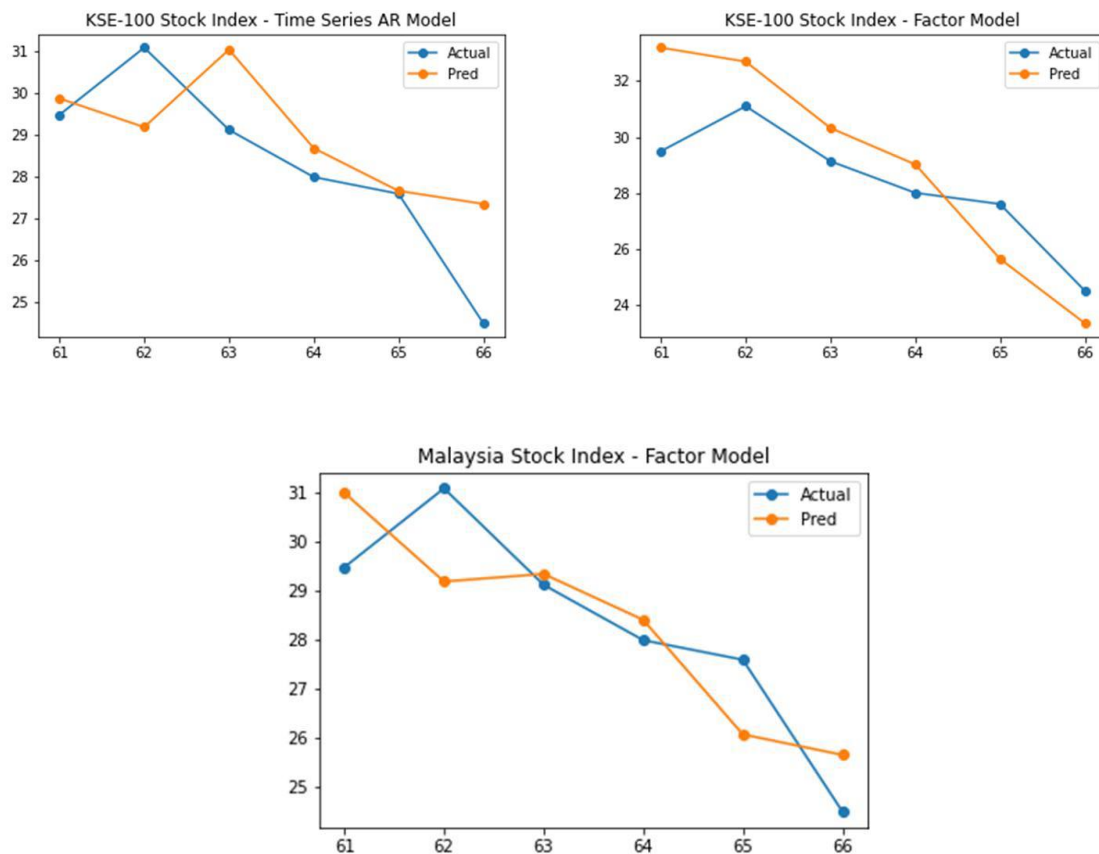 KSE-100 Stock Index - Time Series AR Model
31
30
29
28
27
26
25
Actual
Pred
61 62 63 64 65 66
KSE-100 Stock Index - Factor Model
32
30
28
26
24
Actual
Pred
61 62 63 64 65 66
Malaysia Stock Index - Factor Model
31
30
29
28
27
26
25
Actual
Pred
61 62 63 64 65 66